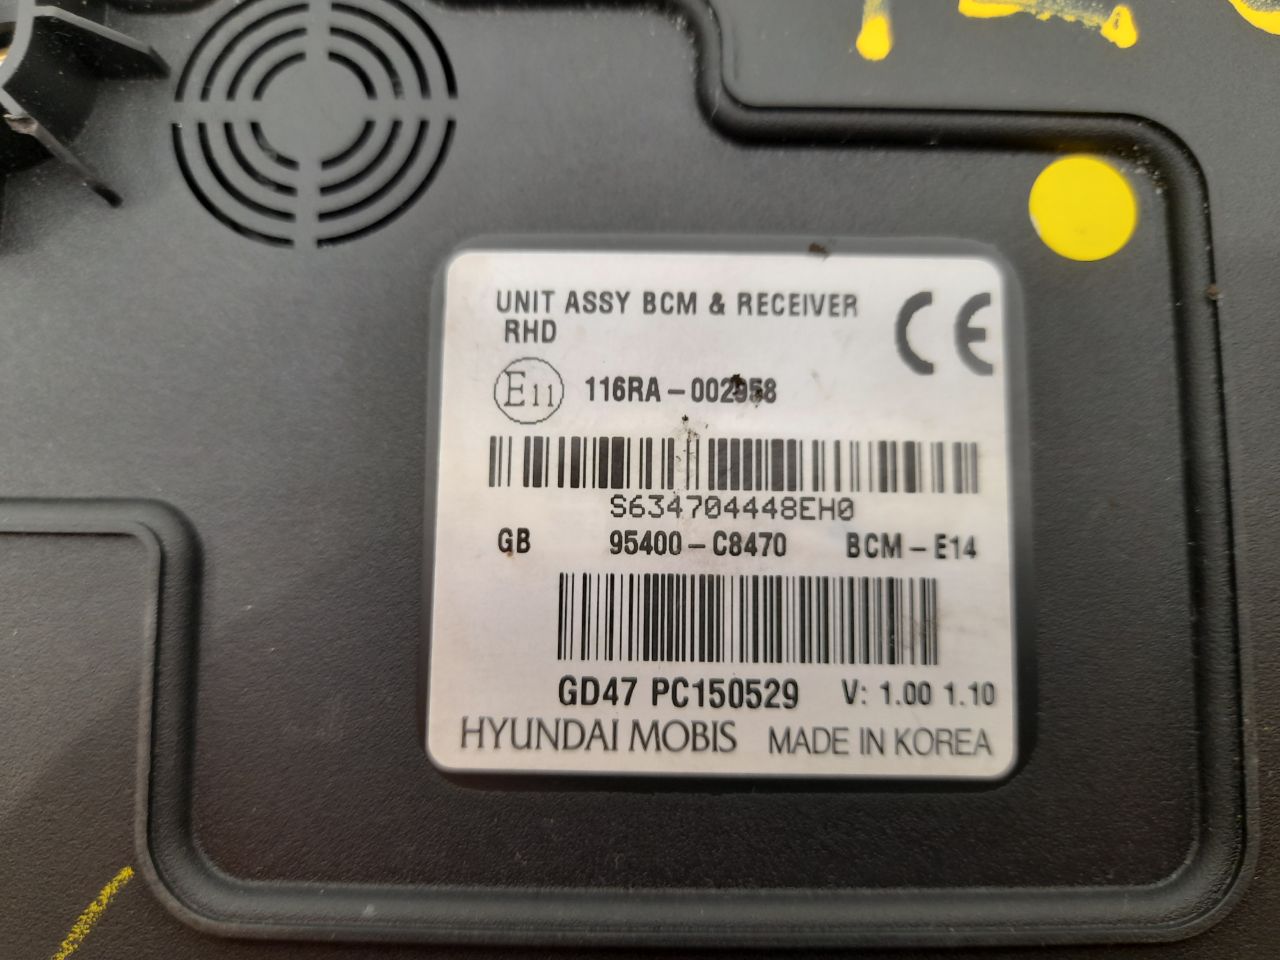 UNIT ASSY BCM & RECEIVER
RHD
CE
E11 116RA-002958
S634704448EH0
GB 95400-C8470 BCM-E14
GD47 PC150529 V: 1.00 1.10
HYUNDAI MOBIS MADE IN KOREA